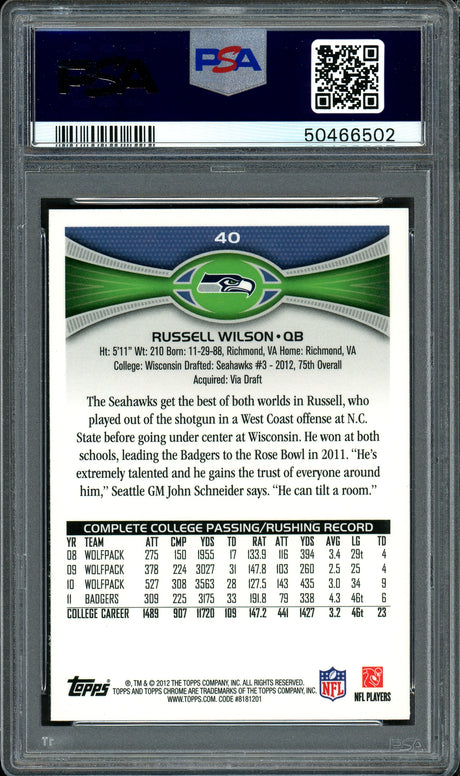 PSA
PSA
50466502
40
RUSSELL WILSON • QB
Ht: 5'11" Wt: 210 Born: 11-29-88, Richmond, VA Home: Richmond, VA
College: Wisconsin Drafted: Seahawks #3 - 2012, 75th Overall
Acquired: Via Draft
The Seahawks get the best of both worlds in Russell, who
played out of the shotgun in a West Coast offense at N.C.
State before going under center at Wisconsin. He won at both
schools, leading the Badgers to the Rose Bowl in 2011. “He’s
extremely talented and he gains the trust of everyone around
him,” Seattle GM John Schneider says. “He can tilt a room.”
COMPLETE COLLEGE PASSING/RUSHING RECORD
YR TEAM ATT CMP YDS TD RAT ATT YDS AVG LG TD
08 WOLFPACK 275 150 1955 17 133.9 116 394 3.4 29t 4
09 WOLFPACK 378 224 3027 31 147.8 103 260 2.5 25 4
10 WOLFPACK 527 308 3563 28 127.5 143 435 3.0 34 9
11 BADGERS 309 225 3175 33 191.8 79 338 4.3 46t 6
COLLEGE CAREER 1489 907 11720 109 147.2 441 1427 3.2 46t 23
Topps
®, TM & © 2012 THE TOPPS COMPANY, INC. ALL RIGHTS RESERVED.
TOPPS AND TOPPS CHROME ARE TRADEMARKS OF THE TOPPS COMPANY, INC.
WWW.TOPPS.COM. CODE #8181201
NFL
NFL PLAYERS
PSA